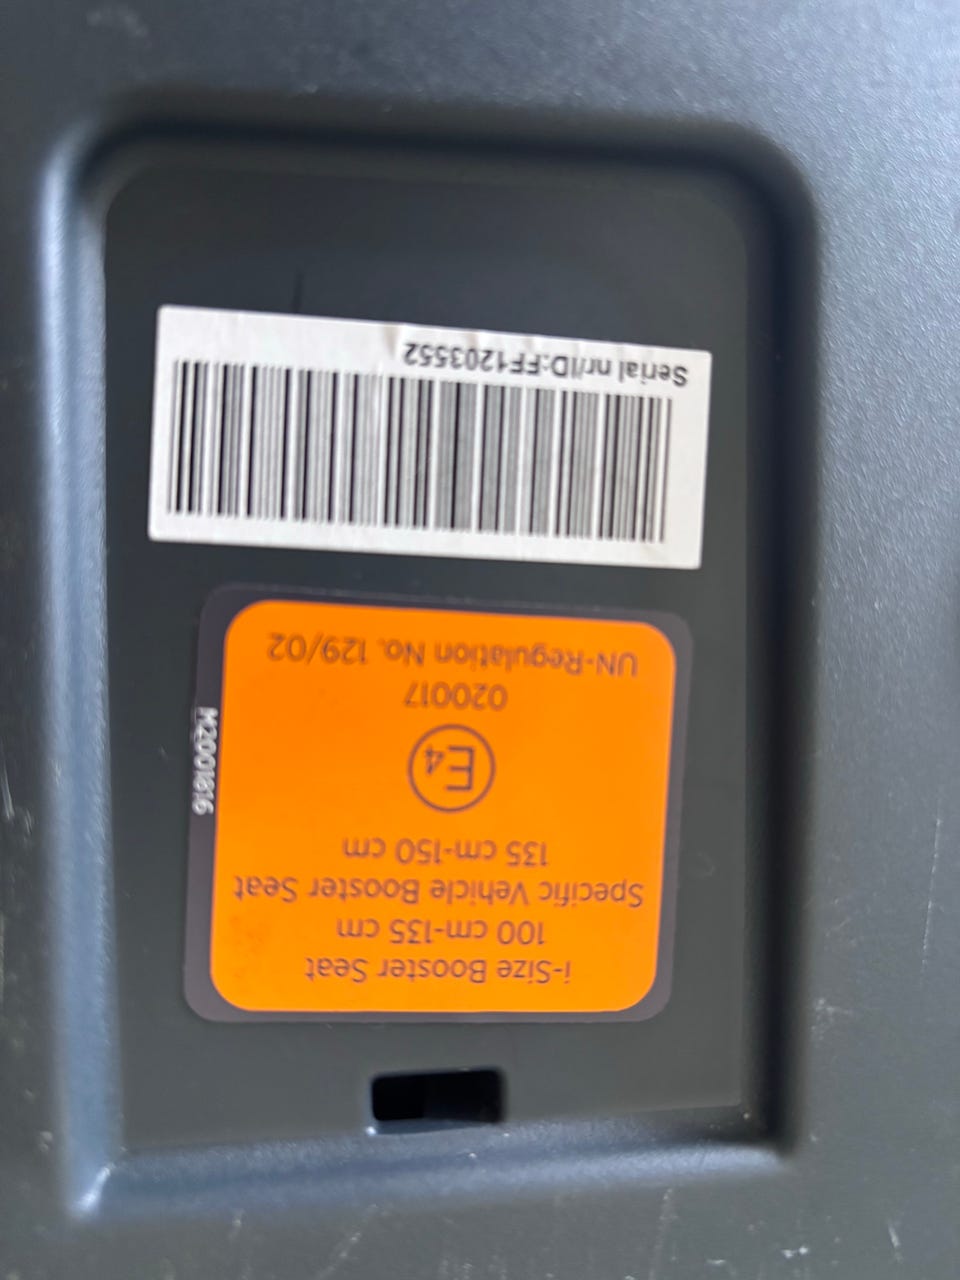 i-Size Booster Seat
100 cm-135 cm
Specific Vehicle Booster Seat
135 cm-150 cm
E4
020017
UN-Regulation No. 129/02
M2001816
Serial nr/ID:FF1203552